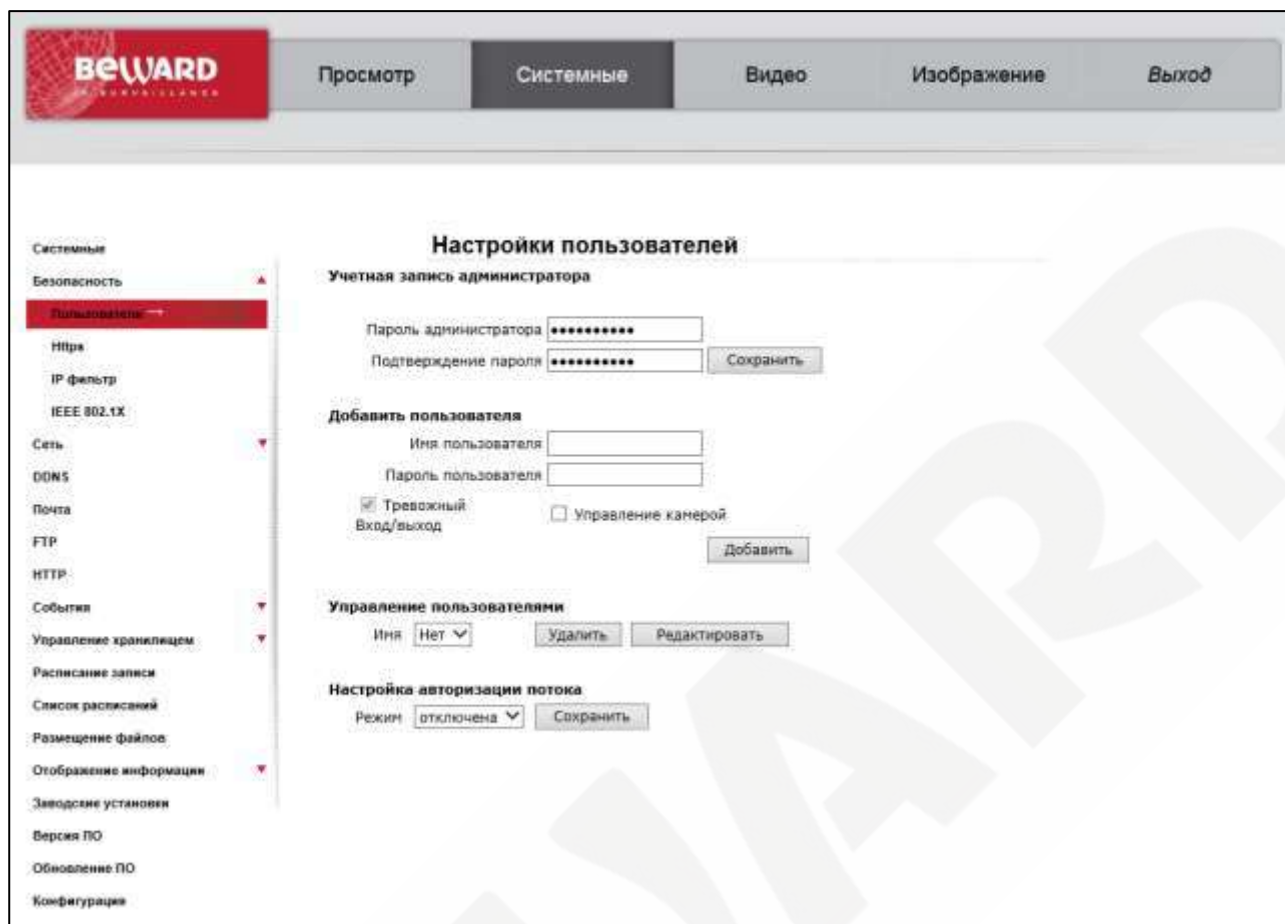 BEWARD
IP SURVEILLANCE
Просмотр
Системные
Видео
Изображение
Выход
Системные
Безопасность
Пользователи →
Https
IP фильтр
IEEE 802.1X
Сеть
DDNS
Почта
FTP
HTTP
События
Управление хранилищем
Расписание записи
Список расписаний
Размещение файлов
Отображение информации
Заводские установки
Версия ПО
Обновление ПО
Конфигурация
Настройки пользователей
Учетная запись администратора
Пароль администратора ••••••••••
Подтверждение пароля •••••••••• Сохранить
Добавить пользователя
Имя пользователя
Пароль пользователя
Тревожный
Вход/выход
Управление камерой
Добавить
Управление пользователями
Имя Нет Удалить Редактировать
Настройка авторизации потока
Режим отключена Сохранить